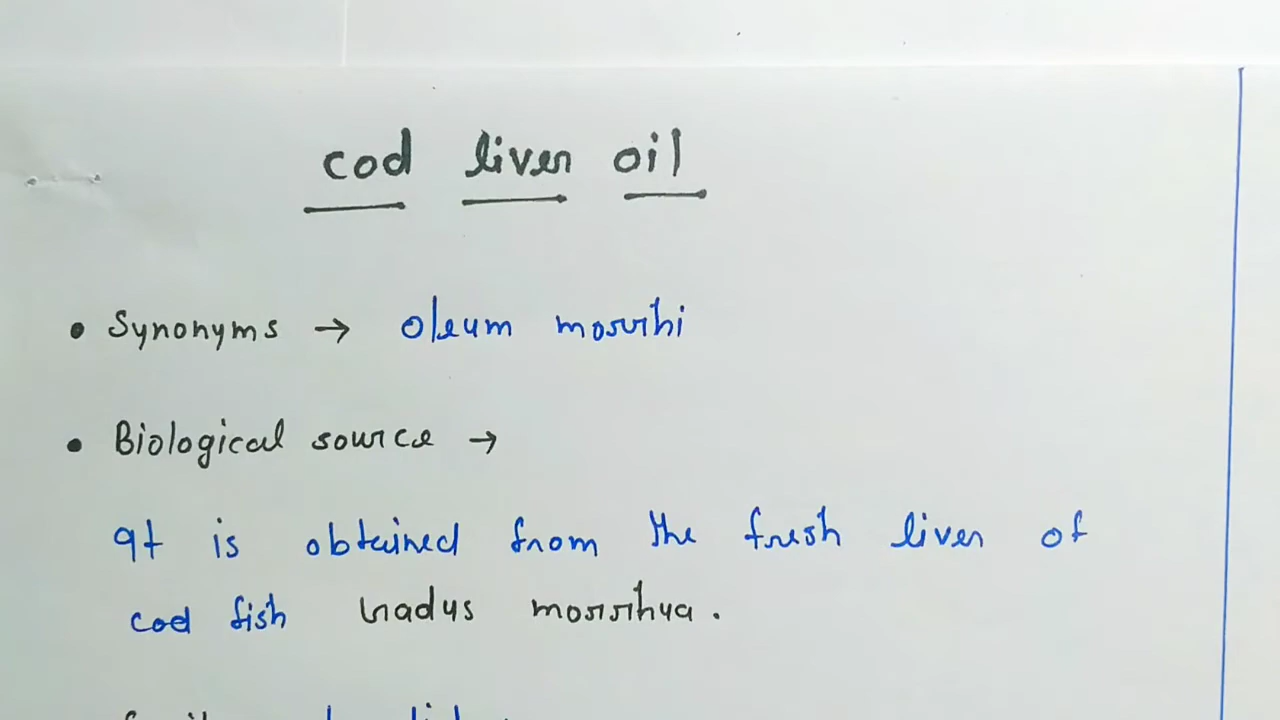 cod liver oil
• Synonyms → oleum morrhi
• Biological source →
It is obtained from the fresh liver of
cod fish Gadus morrhua.